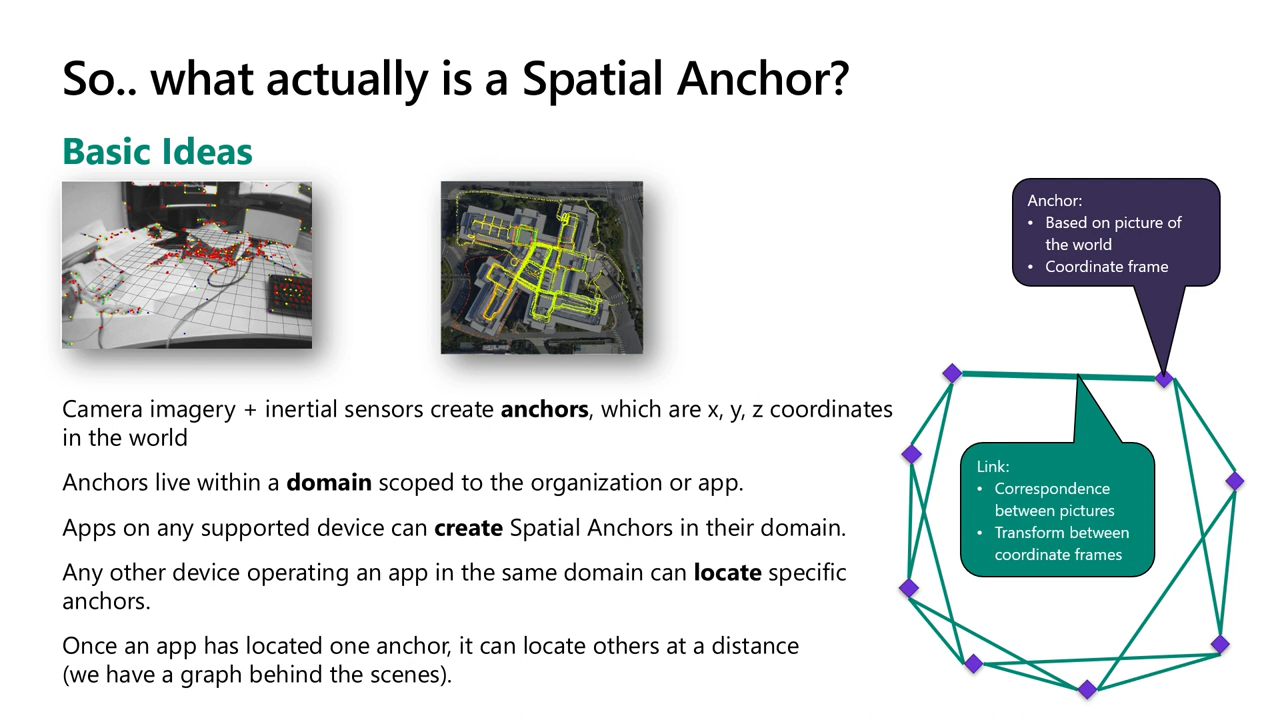 So.. what actually is a Spatial Anchor?
Basic Ideas
Anchor:
• Based on picture of
the world
• Coordinate frame
Camera imagery + inertial sensors create anchors, which are x, y, z coordinates
in the world
Anchors live within a domain scoped to the organization or app.
Apps on any supported device can create Spatial Anchors in their domain.
Any other device operating an app in the same domain can locate specific
anchors.
Once an app has located one anchor, it can locate others at a distance
(we have a graph behind the scenes).
Link:
• Correspondence
between pictures
• Transform between
coordinate frames